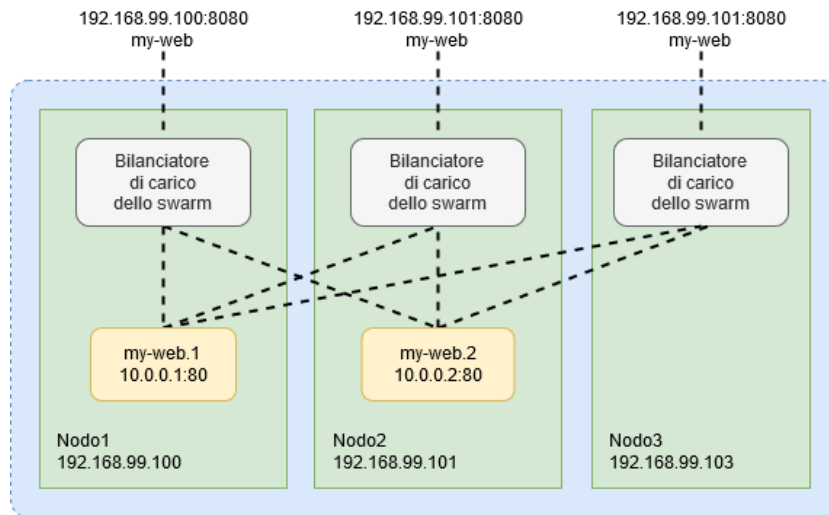 192.168.99.100:8080
my-web
192.168.99.101:8080
my-web
192.168.99.101:8080
my-web
Bilanciatore
di carico
dello swarm
Bilanciatore
di carico
dello swarm
Bilanciatore
di carico
dello swarm
my-web.1
10.0.0.1:80
my-web.2
10.0.0.2:80
Nodo1
192.168.99.100
Nodo2
192.168.99.101
Nodo3
192.168.99.103